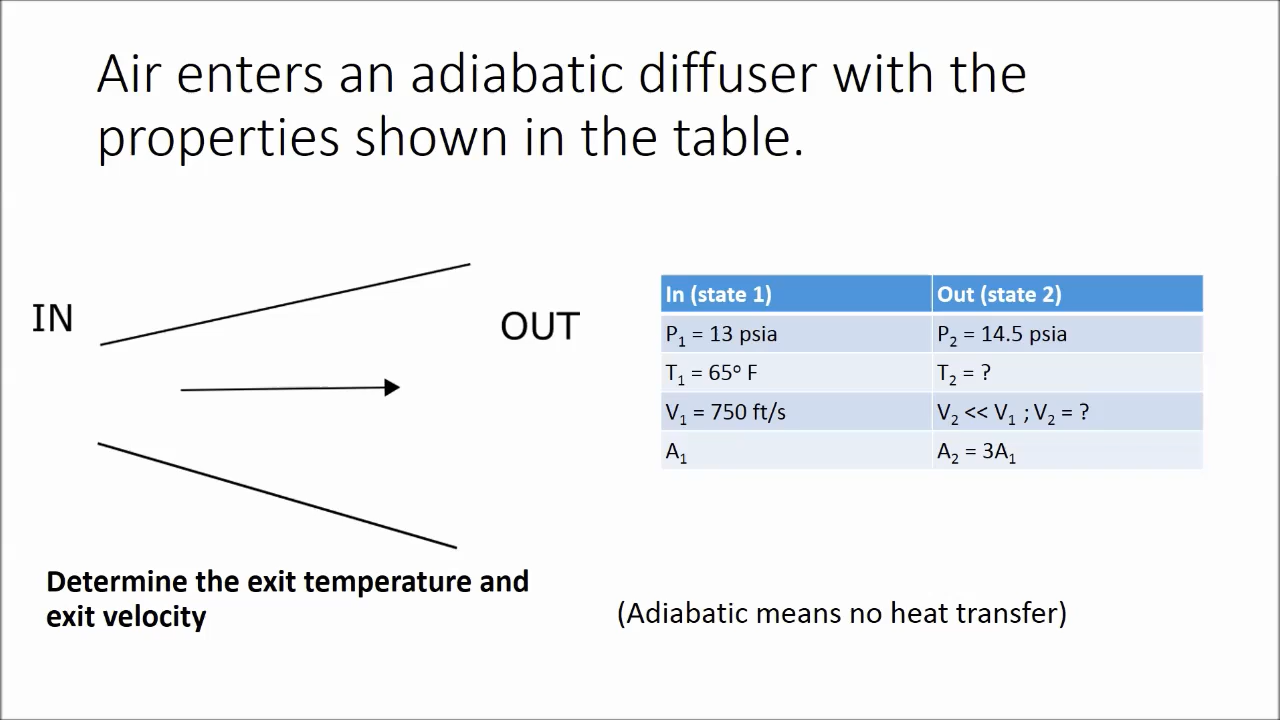 Air enters an adiabatic diffuser with the
properties shown in the table.
IN
OUT
In (state 1)
Out (state 2)
P₁ = 13 psia
P₂ = 14.5 psia
T₁ = 65º F
T₂ = ?
V₁ = 750 ft/s
V₂ << V₁ ; V₂ = ?
A₁
A₂ = 3A₁
Determine the exit temperature and
exit velocity
(Adiabatic means no heat transfer)